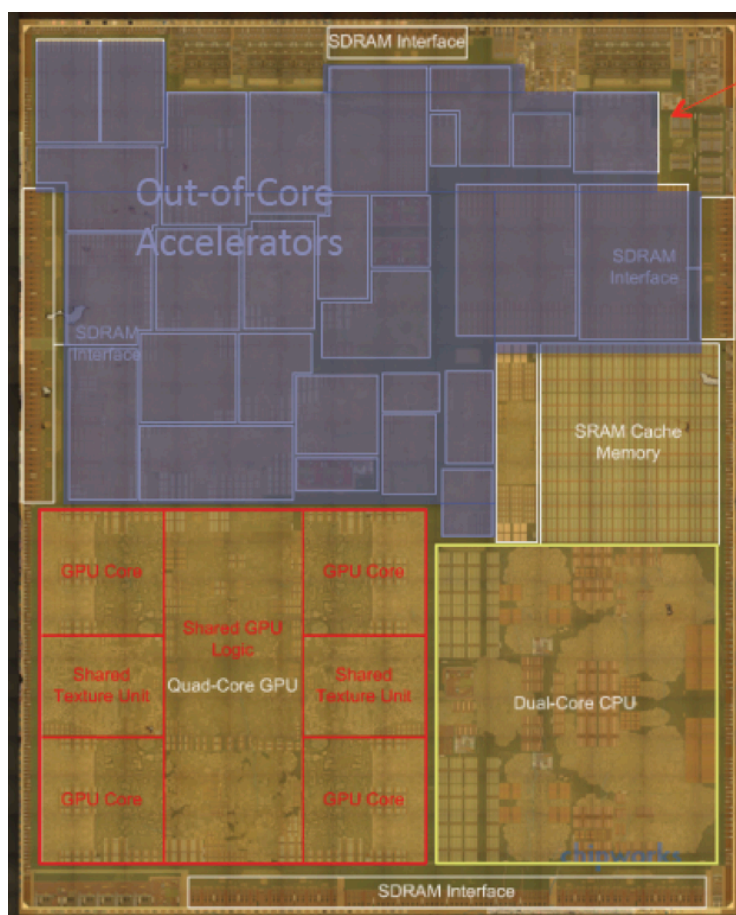 SDRAM Interface
Out-of-Core
Accelerators
SDRAM
Interface
SDRAM
Interface
SRAM Cache
Memory
GPU Core
GPU Core
Shared GPU
Logic
Shared
Texture Unit
Quad-Core GPU
Shared
Texture Unit
Dual-Core CPU
GPU Core
GPU Core
chipworks
SDRAM Interface